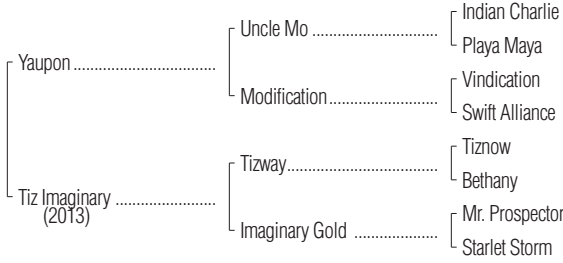 Indian Charlie
Uncle Mo ..............................
Playa Maya
Yaupon ..................................
Vindication
Modification..........................
Swift Alliance
Tiznow
Tizway....................................
Bethany
Tiz Imaginary ........................
(2013)
Mr. Prospector
Imaginary Gold ....................
Starlet Storm